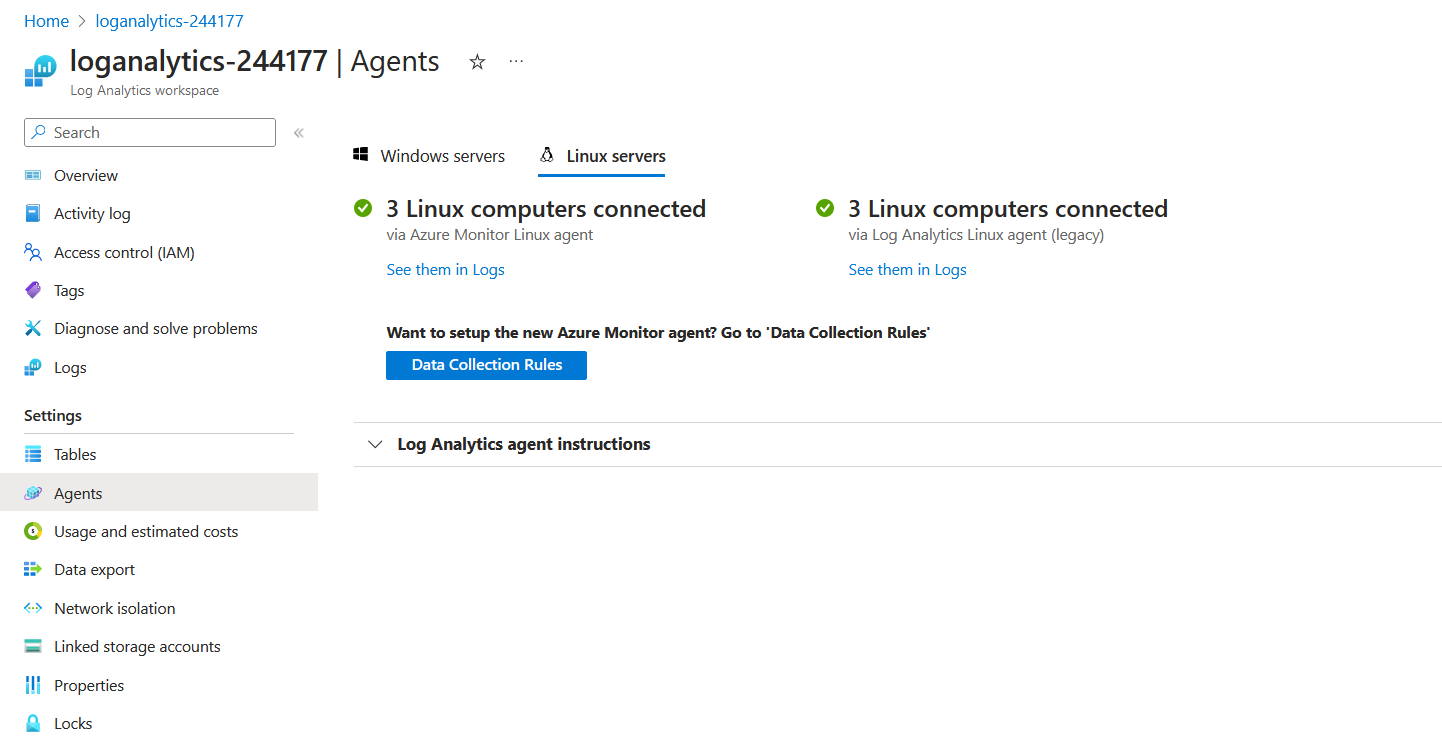 Home > loganalytics-244177
loganalytics-244177 | Agents
Log Analytics workspace
Search
Overview
Activity log
Access control (IAM)
Tags
Diagnose and solve problems
Logs
Settings
Tables
Agents
Usage and estimated costs
Data export
Network isolation
Linked storage accounts
Properties
Locks
Windows servers
Linux servers
3 Linux computers connected
via Azure Monitor Linux agent
See them in Logs
3 Linux computers connected
via Log Analytics Linux agent (legacy)
See them in Logs
Want to setup the new Azure Monitor agent? Go to 'Data Collection Rules'
Data Collection Rules
Log Analytics agent instructions